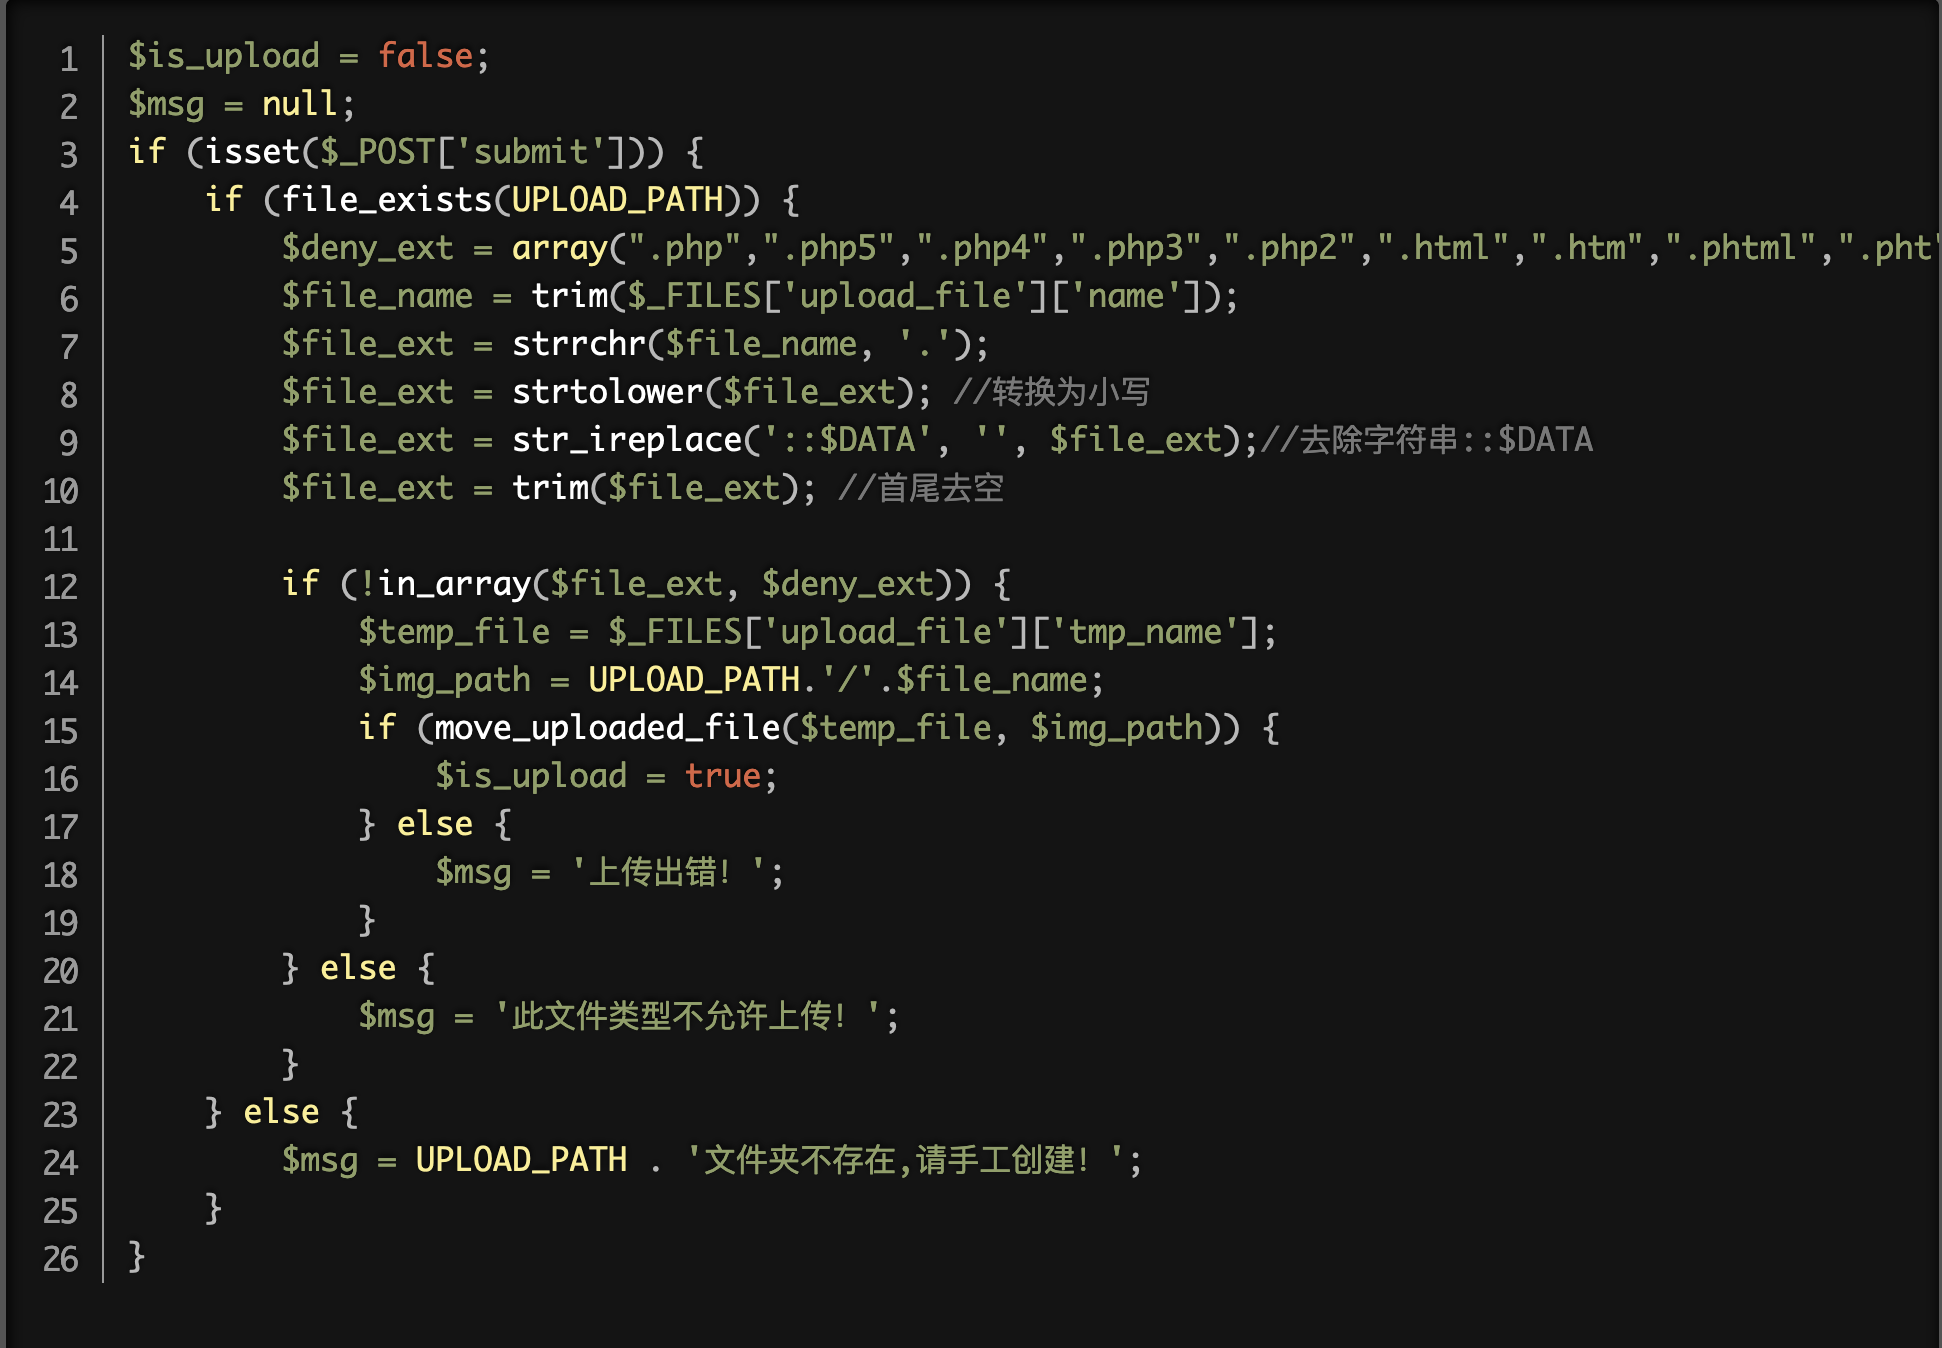 1 $is_upload = false;
2 $msg = null;
3 if (isset($_POST['submit'])) {
4     if (file_exists(UPLOAD_PATH)) {
5         $deny_ext = array(".php",".php5",".php4",".php3",".php2",".html",".htm",".phtml",".pht"
6         $file_name = trim($_FILES['upload_file']['name']);
7         $file_ext = strrchr($file_name, '.');
8         $file_ext = strtolower($file_ext); //转换为小写
9         $file_ext = str_ireplace('::$DATA', '', $file_ext);//去除字符串::$DATA
10         $file_ext = trim($file_ext); //首尾去空
11
12         if (!in_array($file_ext, $deny_ext)) {
13             $temp_file = $_FILES['upload_file']['tmp_name'];
14             $img_path = UPLOAD_PATH.'/'.$file_name;
15             if (move_uploaded_file($temp_file, $img_path)) {
16                 $is_upload = true;
17             } else {
18                 $msg = '上传出错！';
19             }
20         } else {
21             $msg = '此文件类型不允许上传！';
22         }
23     } else {
24         $msg = UPLOAD_PATH . '文件夹不存在,请手工创建！';
25     }
26 }